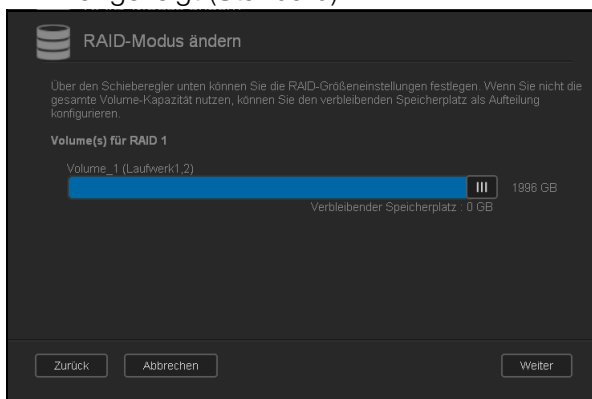 RAID-Modus ändern
Über den Schieberegler unten können Sie die RAID-Größeneinstellungen festlegen. Wenn Sie nicht die
gesamte Volume-Kapazität nutzen, können Sie den verbleibenden Speicherplatz als Aufteilung
konfigurieren.
Volume(s) für RAID 1
Volume_1 (Laufwerk1,2)
1996 GB
Verbleibender Speicherplatz : 0 GB
Zurück
Abbrechen
Weiter